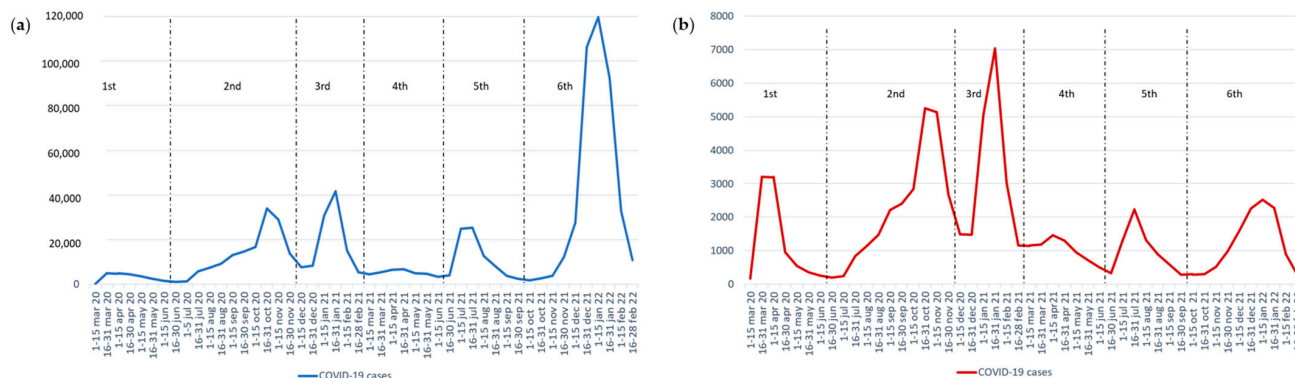 (a)
120,000
100,000
80,000
60,000
40,000
20,000
0
1st
2nd
3rd
4th
5th
6th
1-15 mar 20
16-31 mar 20
1-15 apr 20
16-30 apr 20
1-15 may 20
16-31 may 20
1-15 jun 20
16-30 jun 20
1-5 jul 20
16-31 jul 20
1-15 aug 20
16-31 aug 20
1-15 sep 20
16-30 sep 20
1-15 oct 20
16-31 oct 20
1-15 nov 20
16-30 nov 20
1-15 dec 20
16-31 dec 20
1-15 jan 21
16-31 jan 21
1-15 feb 21
16-28 feb 21
1-15 mar 21
16-31 mar 21
1-15 apr21
16-31 apr 21
1-15 may 21
16-31 may 21
1-15 jun 21
16-30 jun 21
1-15 jul 21
16-31 jul 21
1-15 aug 21
16-31 aug 21
1-15 sep 21
16-30 sep 21
1-15 oct 21
16-31 oct 21
1-15 nov 21
16-30 nov 21
1-15 dec 21
16-31 dec 21
1-15 jan 22
16-31 jan 22
1-15 feb 22
16-28 feb 22
COVID-19 cases
(b)
8000
7000
6000
5000
4000
3000
2000
1000
0
1st
2nd
3rd
4th
5th
6th
1-15 mar 20
16-31 mar 20
1-15 apr 20
16-30 apr 20
1-15 may 20
16-31 may 20
1-15 jun 20
16-30 jun 20
1-15 jul 20
16-31 jul 20
1-15 aug 20
16-31 aug 20
1-15 sep 20
16-30 sep 20
1-15 oct 20
16-31 oct 20
1-15 nov 20
16-30 nov 20
1-15 dec 20
16-31 dec 20
1-15 jan 21
16-31 jan 21
1-15 feb 21
16-28 feb 21
1-15 mar 21
16-31 mar 21
1-15 apr21
16-31 apr 21
1-15 may 21
16-31 may 21
1-15 jun 21
16-30 jun 21
1-15 jul 21
16-31 jul 21
1-15 aug 21
16-31 aug 21
1-15 sep 21
16-30 sep 21
1-15 oct 21
16-31 oct 21
1-15 nov 21
16-30 nov 21
1-15 dec 21
16-31 dec 21
1-15 jan 22
16-31 jan 22
1-15 feb 22
COVID-19 cases